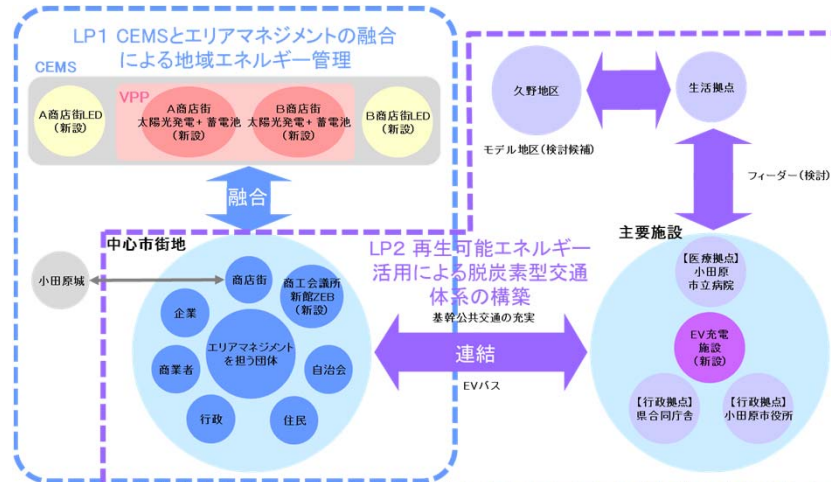 LP1 CEMSとエリアマネジメントの融合
による地域エネルギー管理
CEMS
VPP
A商店街LED
(新設)
A商店街
太陽光発電+蓄電池
(新設)
B商店街
太陽光発電+蓄電池
(新設)
B商店街LED
(新設)
融合
久野地区
生活拠点
モデル地区(検討候補)
フィーダー(検討)
中心市街地
小田原城
商店街
商工会議所
新館ZEB
(新設)
企業
エリアマネジメント
を担う団体
商業者
自治会
行政
住民
LP2 再生可能エネルギー
活用による脱炭素型交通
体系の構築
基幹公共交通の充実
連結
EVバス
主要施設
【医療拠点】
小田原
市立病院
EV充電
施設
(新設)
【行政拠点】
県合同庁舎
【行政拠点】
小田原市役所